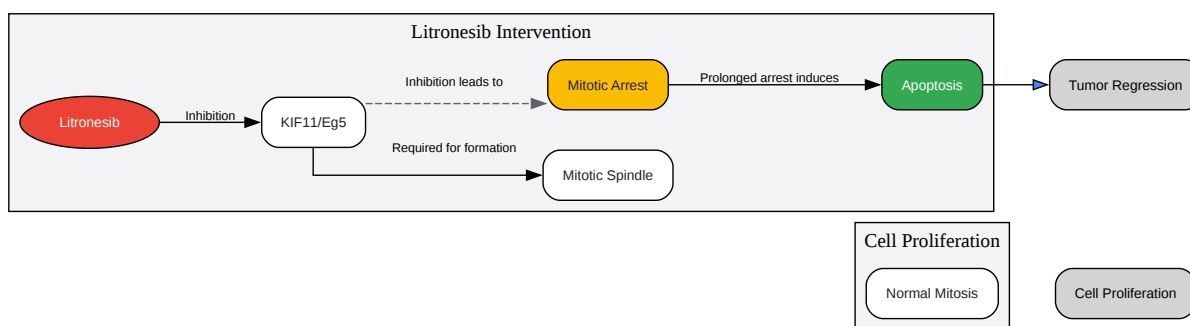 Litronesib Intervention
Litronesib
Inhibition
KIF11/Eg5
Inhibition leads to
Mitotic Arrest
Prolonged arrest induces
Apoptosis
Tumor Regression
Required for formation
Mitotic Spindle
Cell Proliferation
Normal Mitosis
Cell Proliferation